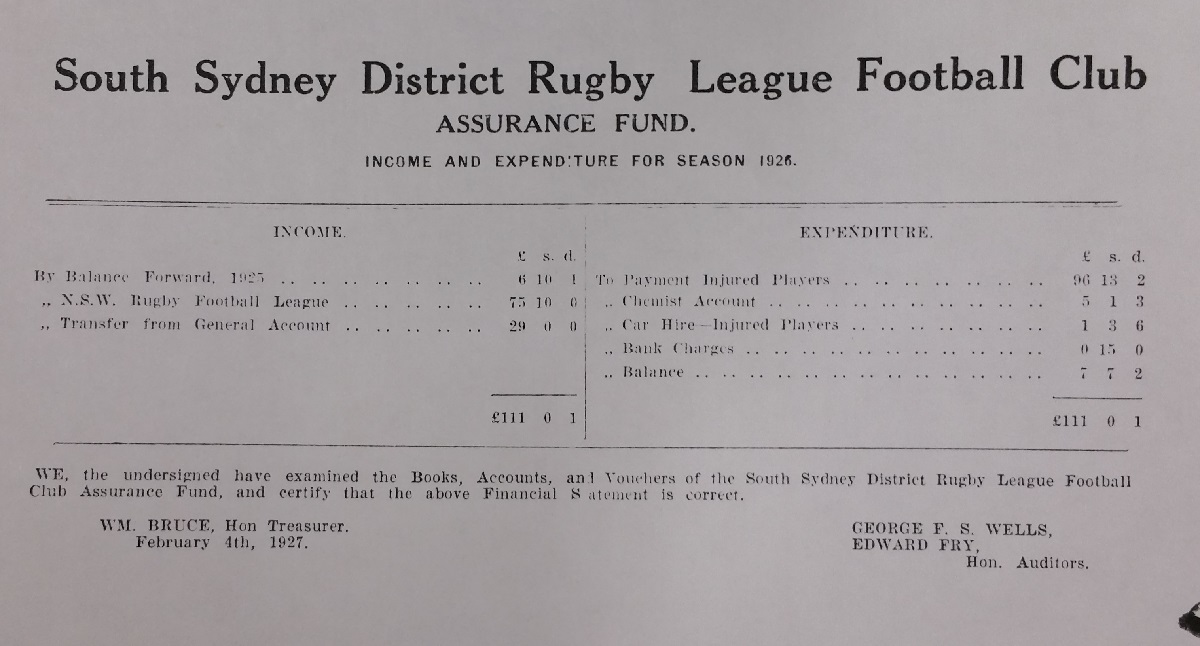 South Sydney District Rugby League Football Club
ASSURANCE FUND.
INCOME AND EXPENDITURE FOR SEASON 1926.
INCOME.
£ s. d.
By Balance Forward, 1925 .. .. .. .. .. .. .. .. 6 10 1
„ N.S.W. Rugby Football League .. .. .. .. .. .. 75 10 0
„ Transfer from General Account .. .. .. .. .. .. 29 0 0
£111 0 1
EXPENDITURE.
£ s. d.
To Payment Injured Players .. .. .. .. .. .. .. .. 96 13 2
„ Chemist Account .. .. .. .. .. .. .. .. .. .. 5 1 3
„ Car Hire—Injured Players .. .. .. .. .. .. .. 1 3 6
„ Bank Charges .. .. .. .. .. .. .. .. .. .. .. 0 15 0
„ Balance .. .. .. .. .. .. .. .. .. .. .. .. .. 7 7 2
£111 0 1
WE, the undersigned have examined the Books, Accounts, and Vouchers of the South Sydney District Rugby League Football
Club Assurance Fund, and certify that the above Financial S atement is correct.
WM. BRUCE, Hon Treasurer.
February 4th, 1927.
GEORGE F. S. WELLS,
EDWARD FRY,
Hon. Auditors.